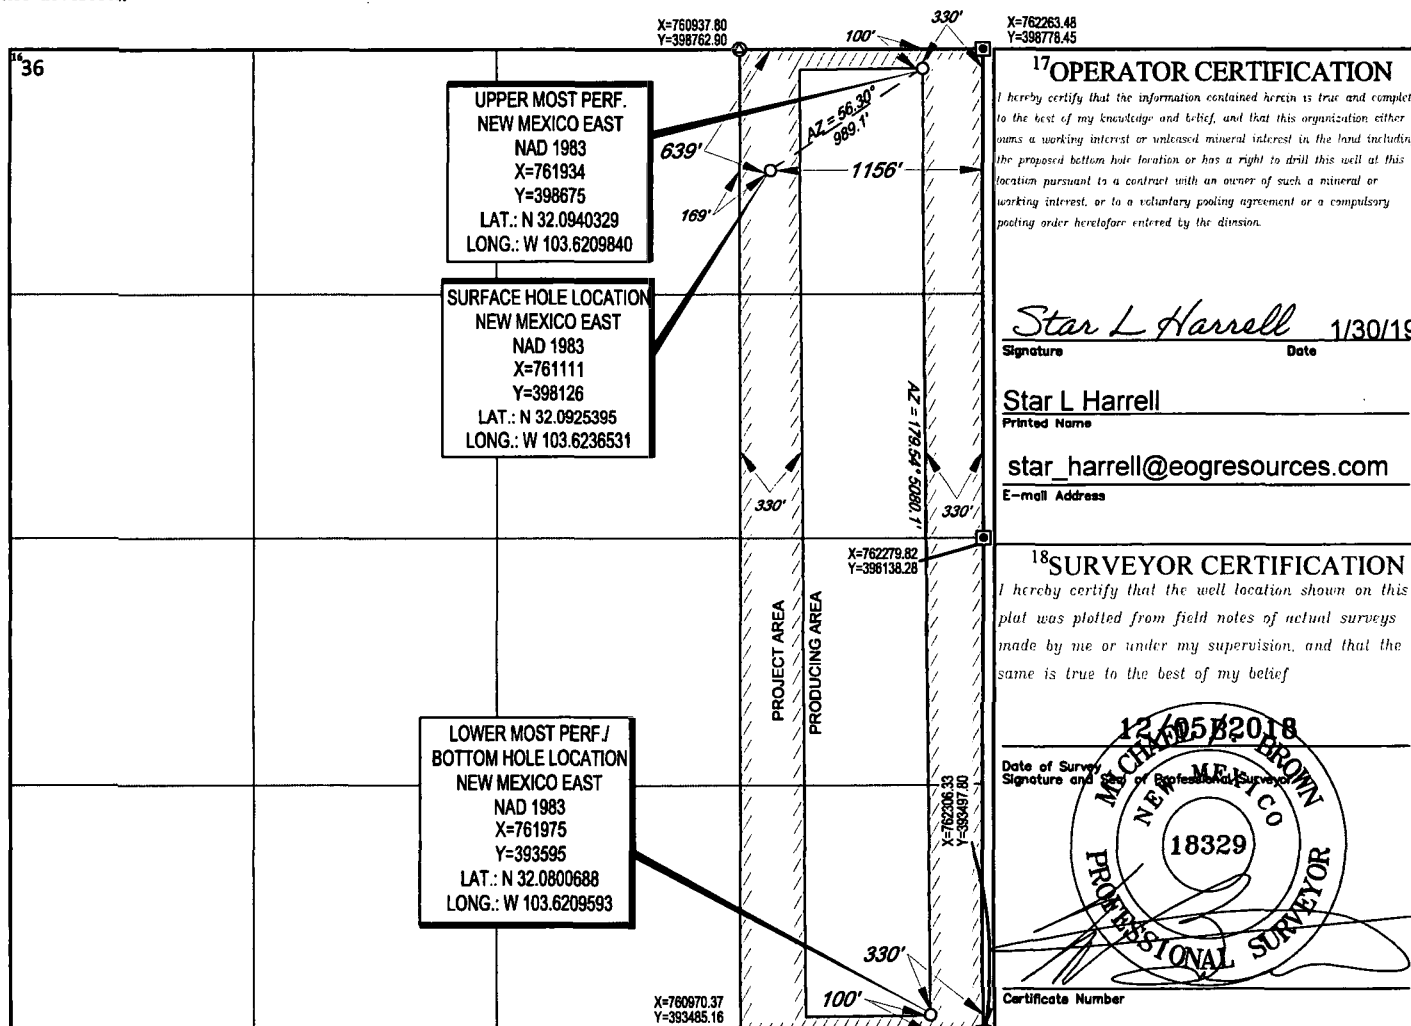 X=760937.80
Y=398762.90
100'
330'
X=762263.48
Y=398778.45
16 36
UPPER MOST PERF.
NEW MEXICO EAST
NAD 1983
X=761934
Y=398675
LAT.: N 32.0940329
LONG.: W 103.6209840
639'
AZ = 56.30°
989.1'
1156'
169'
SURFACE HOLE LOCATION
NEW MEXICO EAST
NAD 1983
X=761111
Y=398126
LAT.: N 32.0925395
LONG.: W 103.6236531
AZ = 179.54° 5080.1'
330'
330'
X=762279.82
Y=396138.28
PROJECT AREA
PRODUCING AREA
LOWER MOST PERF./
BOTTOM HOLE LOCATION
NEW MEXICO EAST
NAD 1983
X=761975
Y=393595
LAT.: N 32.0800688
LONG.: W 103.6209593
X=762306.33
Y=393497.80
330'
100'
X=760970.37
Y=393485.16
17 OPERATOR CERTIFICATION
I hereby certify that the information contained herein is true and complet
to the best of my knowledge and belief, and that this organization either
owns a working interest or unleased mineral interest in the land includin
the proposed bottom hole location or has a right to drill this well at this
location pursuant to a contract with an owner of such a mineral or
working interest, or to a voluntary pooling agreement or a compulsory
pooling order heretofore entered by the division.
Star L Harrell 1/30/19
Signature Date
Star L Harrell
Printed Name
star_harrell@eogresources.com
E-mail Address
18 SURVEYOR CERTIFICATION
I hereby certify that the well location shown on this
plat was plotted from field notes of actual surveys
made by me or under my supervision, and that the
same is true to the best of my belief
12/05/2018
Date of Survey
Signature and Seal of Professional Surveyor
MICHAEL B. BROWN
NEW MEXICO
18329
PROFESSIONAL SURVEYOR
Certificate Number